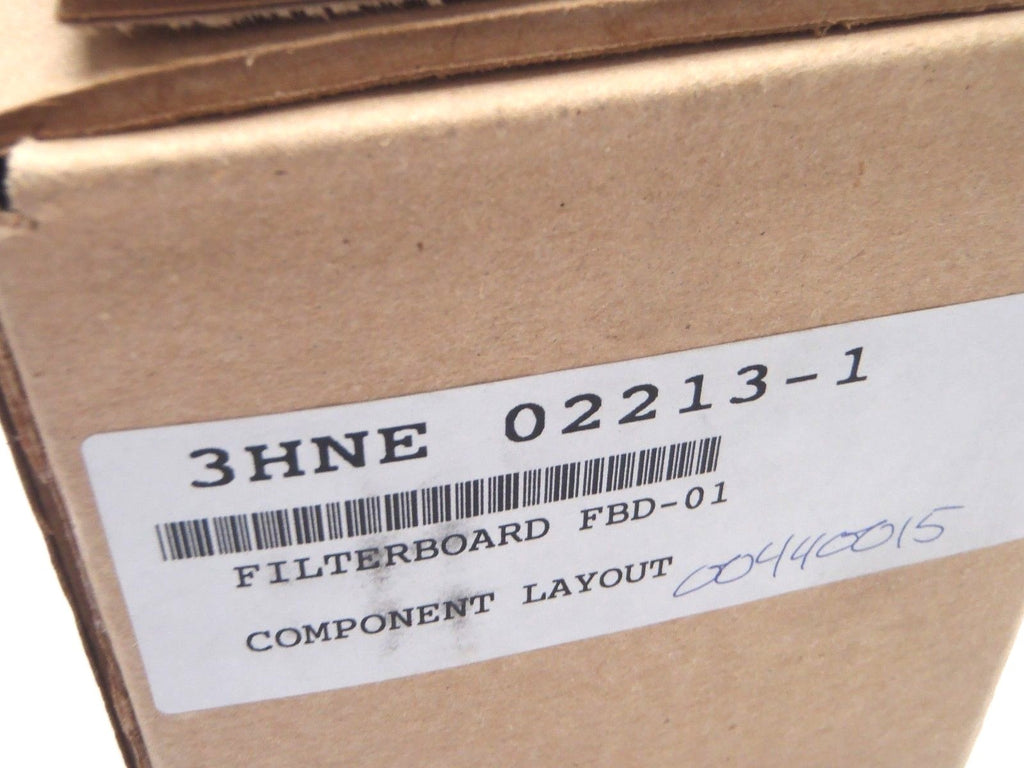 3HNE 02213-1
FILTERBOARD FBD-01
COMPONENT LAYOUT 00440015